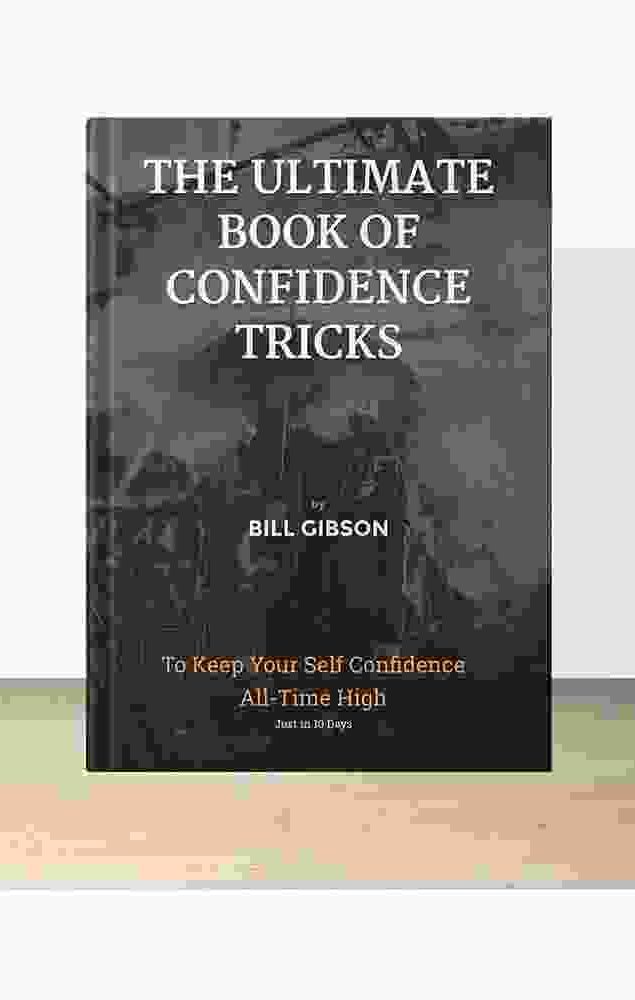 THE ULTIMATE
BOOK OF
CONFIDENCE
TRICKS
by
BILL GIBSON
To Keep Your Self Confidence
All-Time High
Just in 10 Days